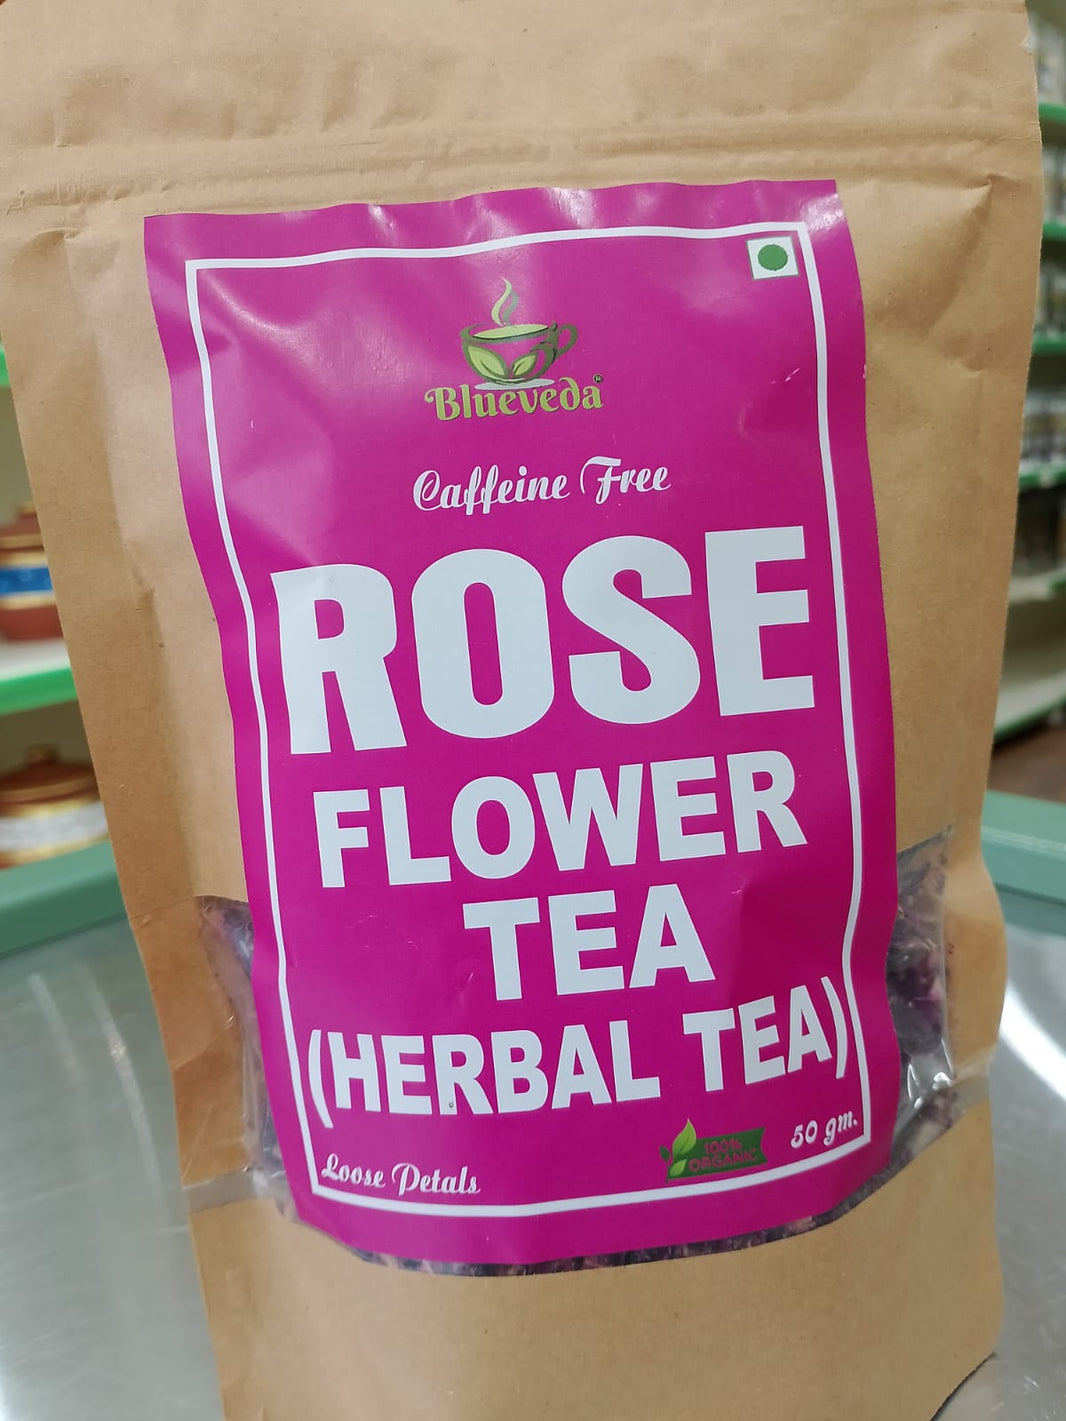 Blueveda
Caffeine Free
ROSE
FLOWER
TEA
(HERBAL TEA)
Loose Petals
100%
ORGANIC
50 gm.